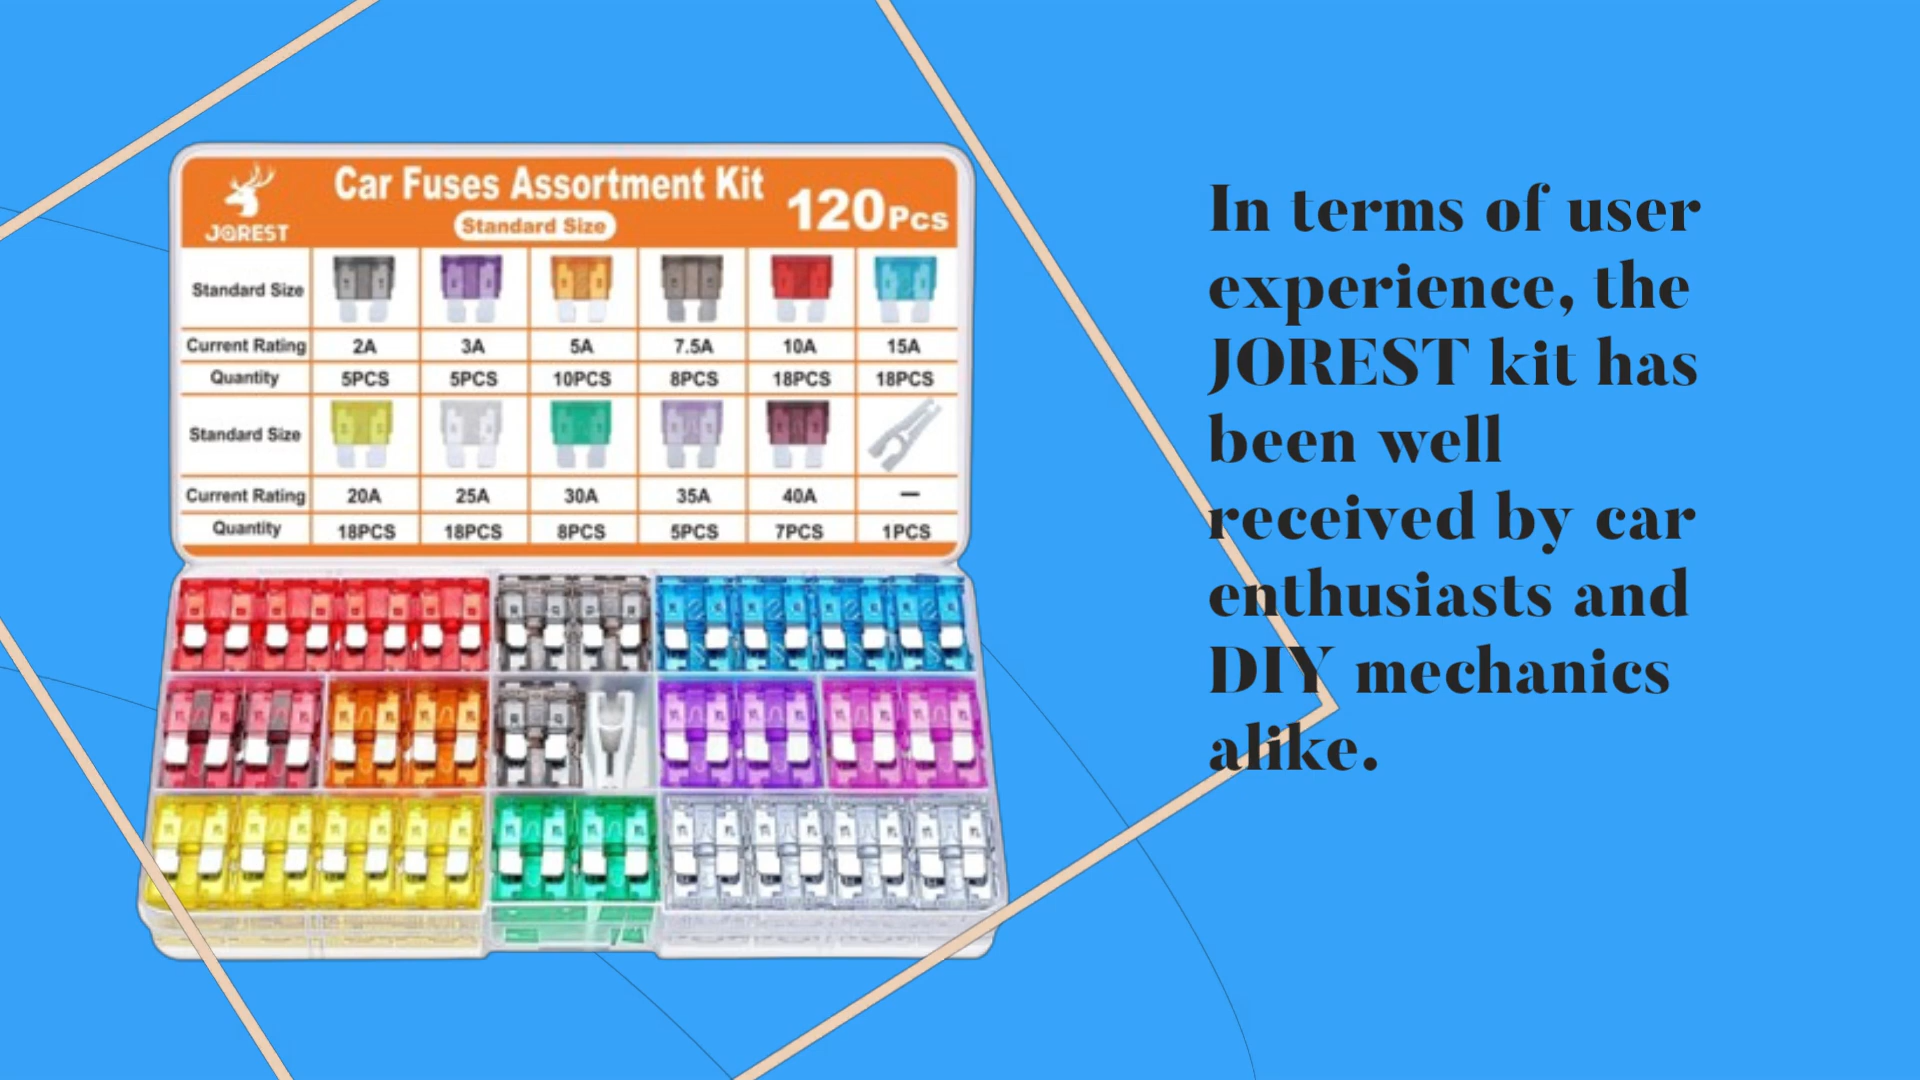 Car Fuses Assortment Kit
120Pcs
JOREST
Standard Size
Standard Size
Current Rating 2A 3A 5A 7.5A 10A 15A
Quantity 5PCS 5PCS 10PCS 8PCS 18PCS 18PCS
Standard Size
Current Rating 20A 25A 30A 35A 40A —
Quantity 18PCS 18PCS 8PCS 5PCS 7PCS 1PCS
In terms of user
experience, the
JOREST kit has
been well
received by car
enthusiasts and
DIY mechanics
alike.